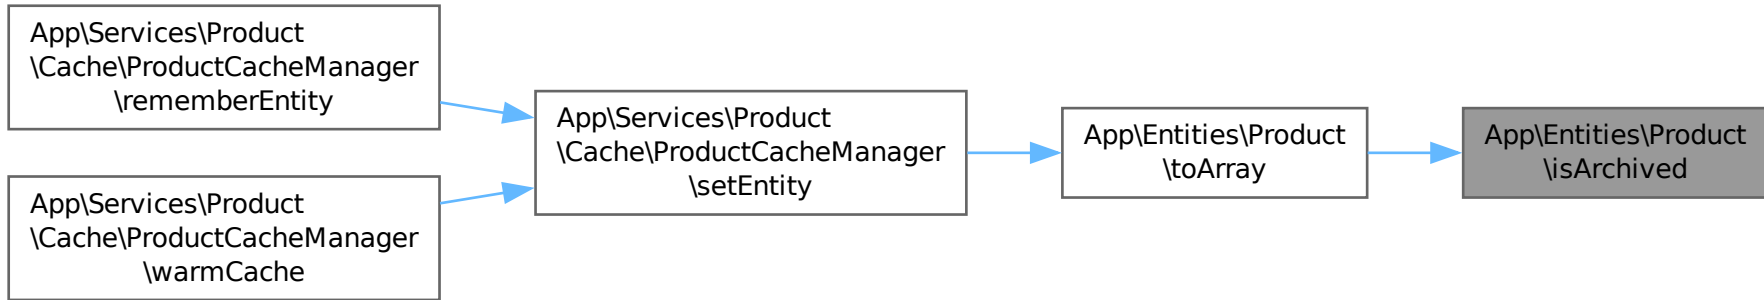 App\Services\Product
\Cache\ProductCacheManager
\rememberEntity
App\Services\Product
\Cache\ProductCacheManager
\warmCache
App\Services\Product
\Cache\ProductCacheManager
\setEntity
App\Entities\Product
\toArray
App\Entities\Product
\isArchived